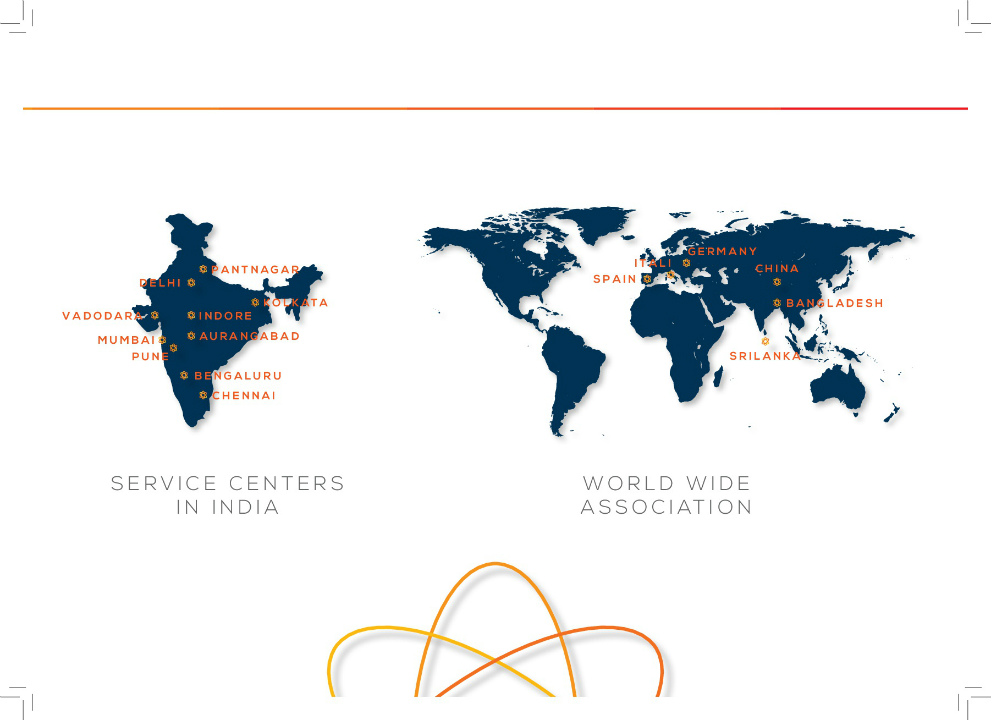 PANTNAGAR
DELHI
KOLKATA
VADODARA
INDORE
MUMBAI
AURANGABAD
PUNE
BENGALURU
CHENNAI
SERVICE CENTERS
IN INDIA
GERMANY
ITALI
CHINA
SPAIN
BANGLADESH
SRILANKA
WORLD WIDE
ASSOCIATION